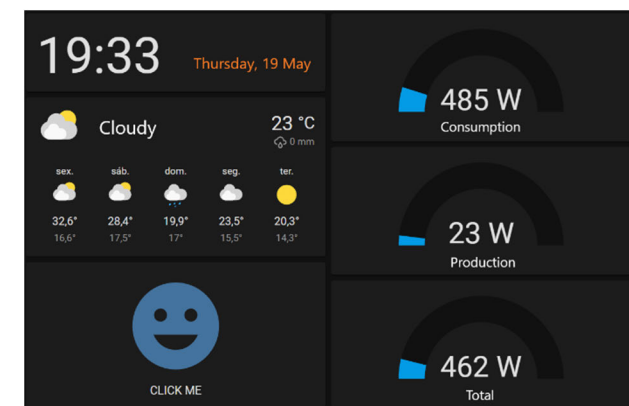 19:33
Thursday, 19 May
Cloudy
23 °C
0 mm
sex. sáb. dom. seg. ter.
32,6° 28,4° 19,9° 23,5° 20,3°
16,6° 17,5° 17° 15,5° 14,3°
CLICK ME
485 W
Consumption
23 W
Production
462 W
Total